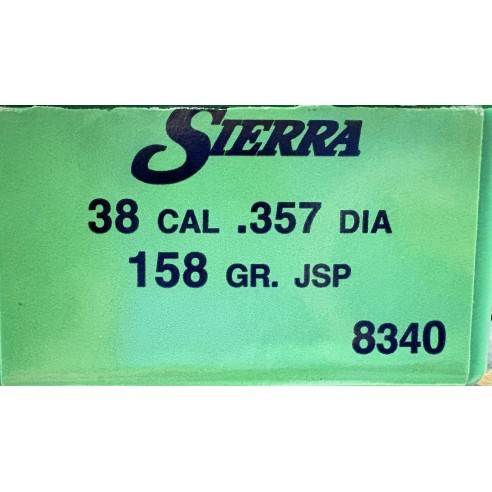 SIERRA
38 CAL .357 DIA
158 GR. JSP
8340